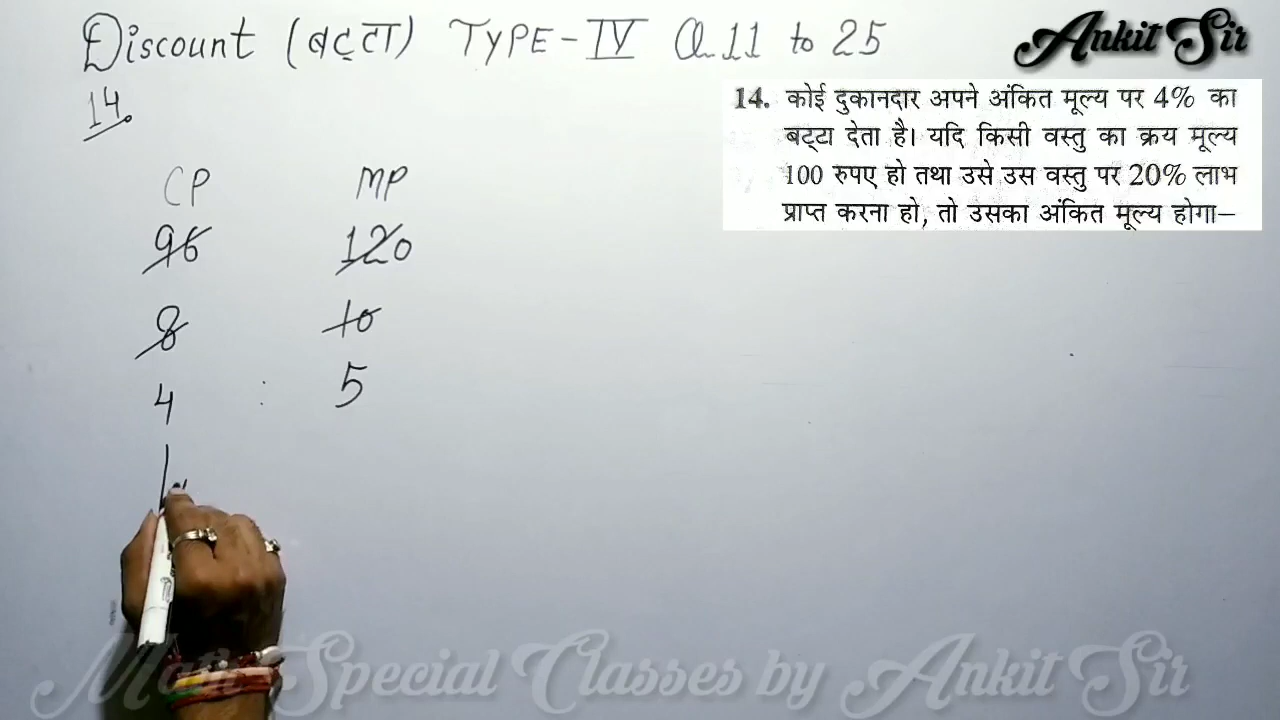 Discount (बट्टा) TYPE-IV Q.11 to 25
Ankit Sir
14.
14. कोई दुकानदार अपने अंकित मूल्य पर 4% का
बट्टा देता है। यदि किसी वस्तु का क्रय मूल्य
100 रुपए हो तथा उसे उस वस्तु पर 20% लाभ
प्राप्त करना हो, तो उसका अंकित मूल्य होगा–
CP MP
96 120
8 10
4 : 5
Math Special Classes by Ankit Sir